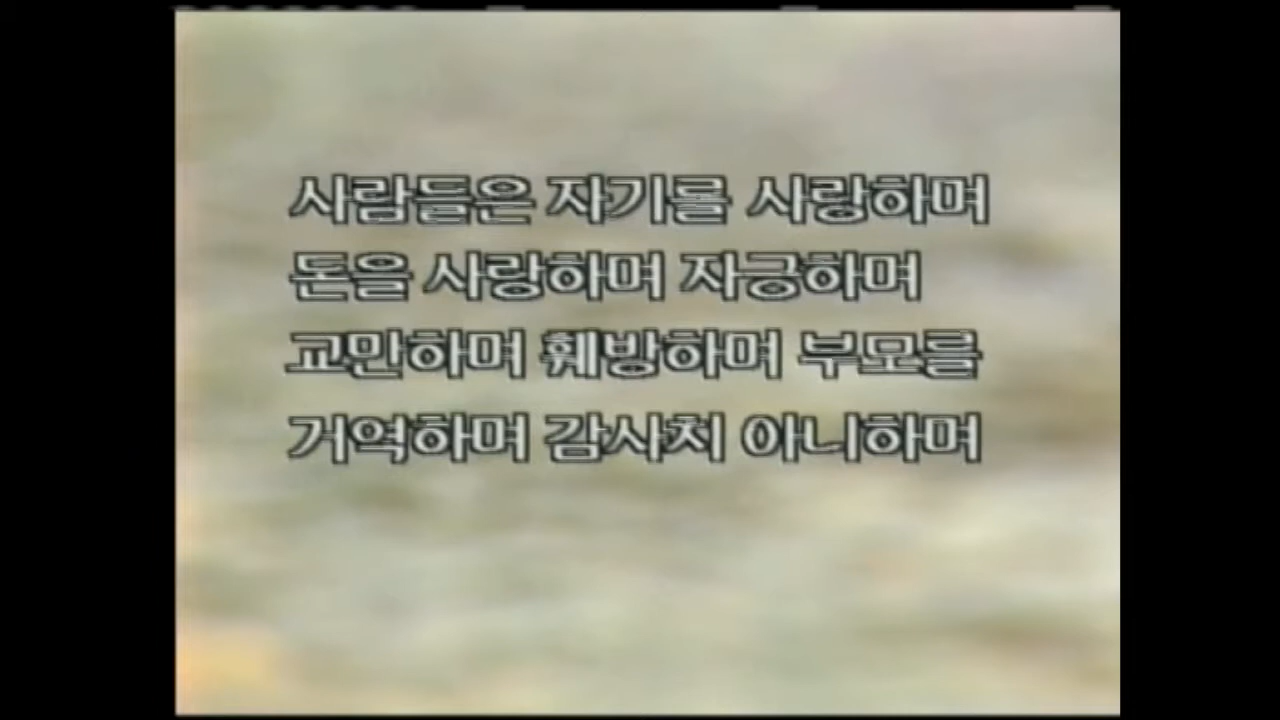 사람들은 자기를 사랑하며
돈을 사랑하며 자긍하며
교만하며 훼방하며 부모를
거역하며 감사치 아니하며